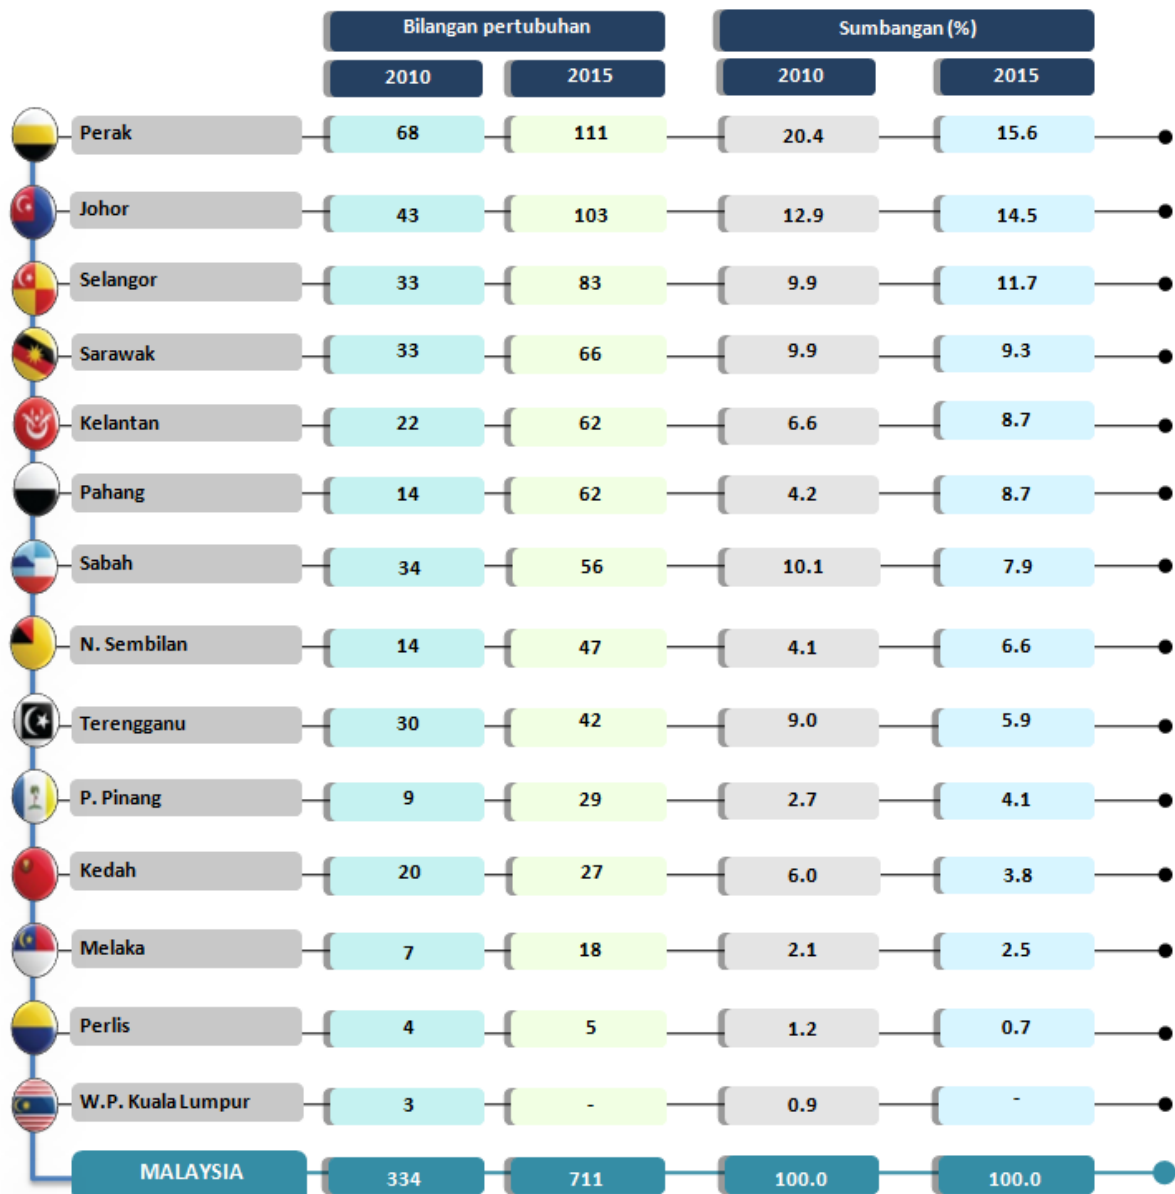 Bilangan pertubuhan Sumbangan (%)
2010 2015 2010 2015
Perak 68 111 20.4 15.6
Johor 43 103 12.9 14.5
Selangor 33 83 9.9 11.7
Sarawak 33 66 9.9 9.3
Kelantan 22 62 6.6 8.7
Pahang 14 62 4.2 8.7
Sabah 34 56 10.1 7.9
N. Sembilan 14 47 4.1 6.6
Terengganu 30 42 9.0 5.9
P. Pinang 9 29 2.7 4.1
Kedah 20 27 6.0 3.8
Melaka 7 18 2.1 2.5
Perlis 4 5 1.2 0.7
W.P. Kuala Lumpur 3 - 0.9 -
MALAYSIA 334 711 100.0 100.0